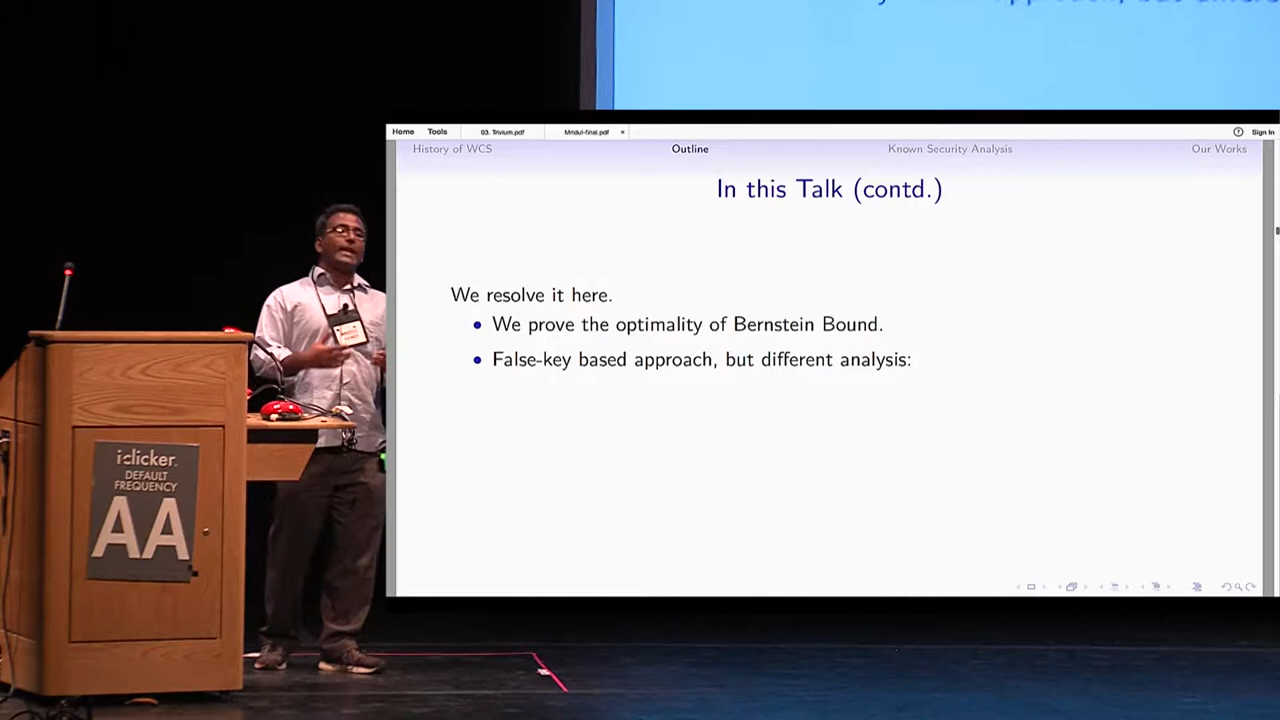 Home Tools 03. Trivium.pdf Mridul-final.pdf × ? Sign In
History of WCS Outline Known Security Analysis Our Works
In this Talk (contd.)
We resolve it here.
• We prove the optimality of Bernstein Bound.
• False-key based approach, but different analysis:
i>clicker.
DEFAULT
FREQUENCY
AA